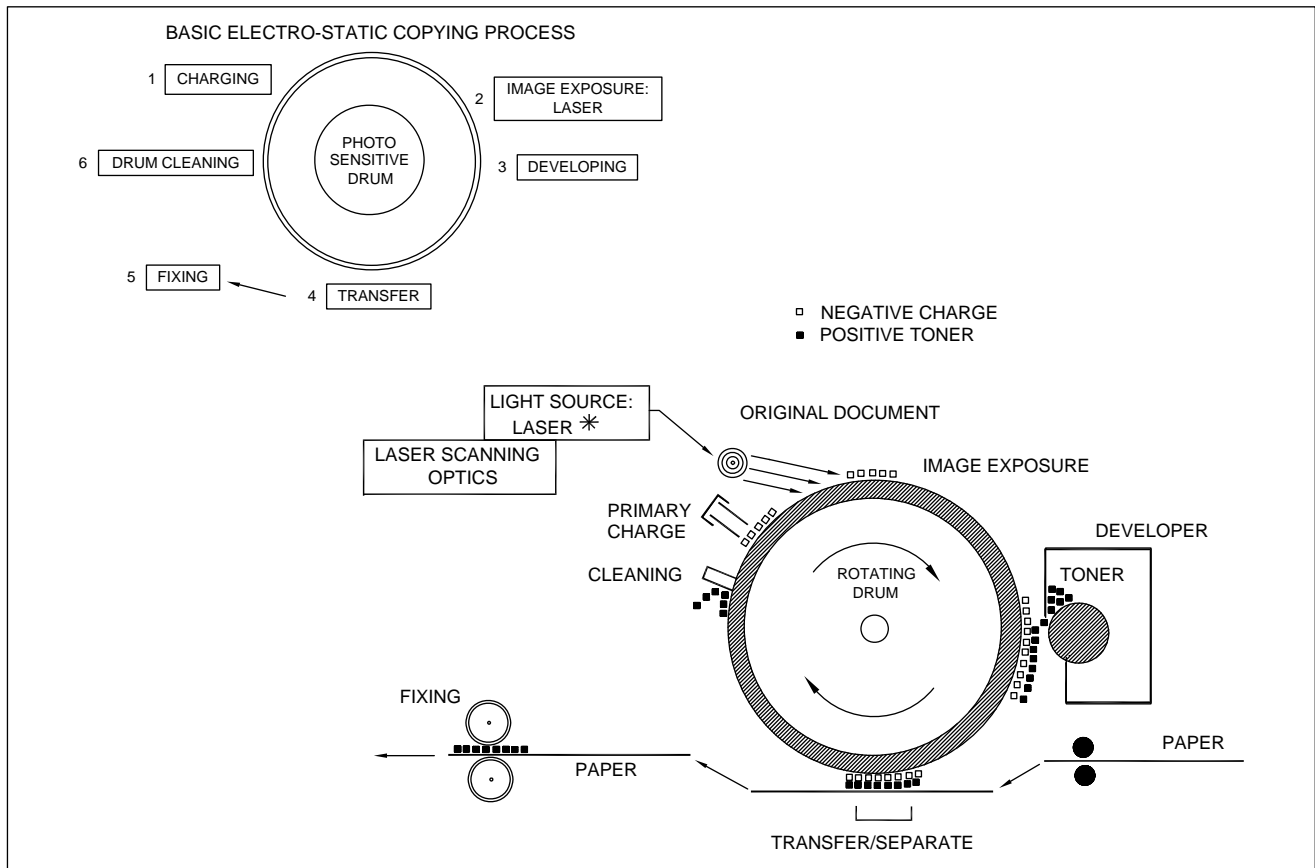 BASIC ELECTRO-STATIC COPYING PROCESS
1 CHARGING
2 IMAGE EXPOSURE:
LASER
PHOTO
SENSITIVE
DRUM
6 DRUM CLEANING
3 DEVELOPING
5 FIXING
4 TRANSFER
NEGATIVE CHARGE
POSITIVE TONER
LIGHT SOURCE:
LASER
ORIGINAL DOCUMENT
LASER SCANNING
OPTICS
IMAGE EXPOSURE
PRIMARY
CHARGE
DEVELOPER
CLEANING
ROTATING
DRUM
TONER
FIXING
PAPER
PAPER
TRANSFER/SEPARATE